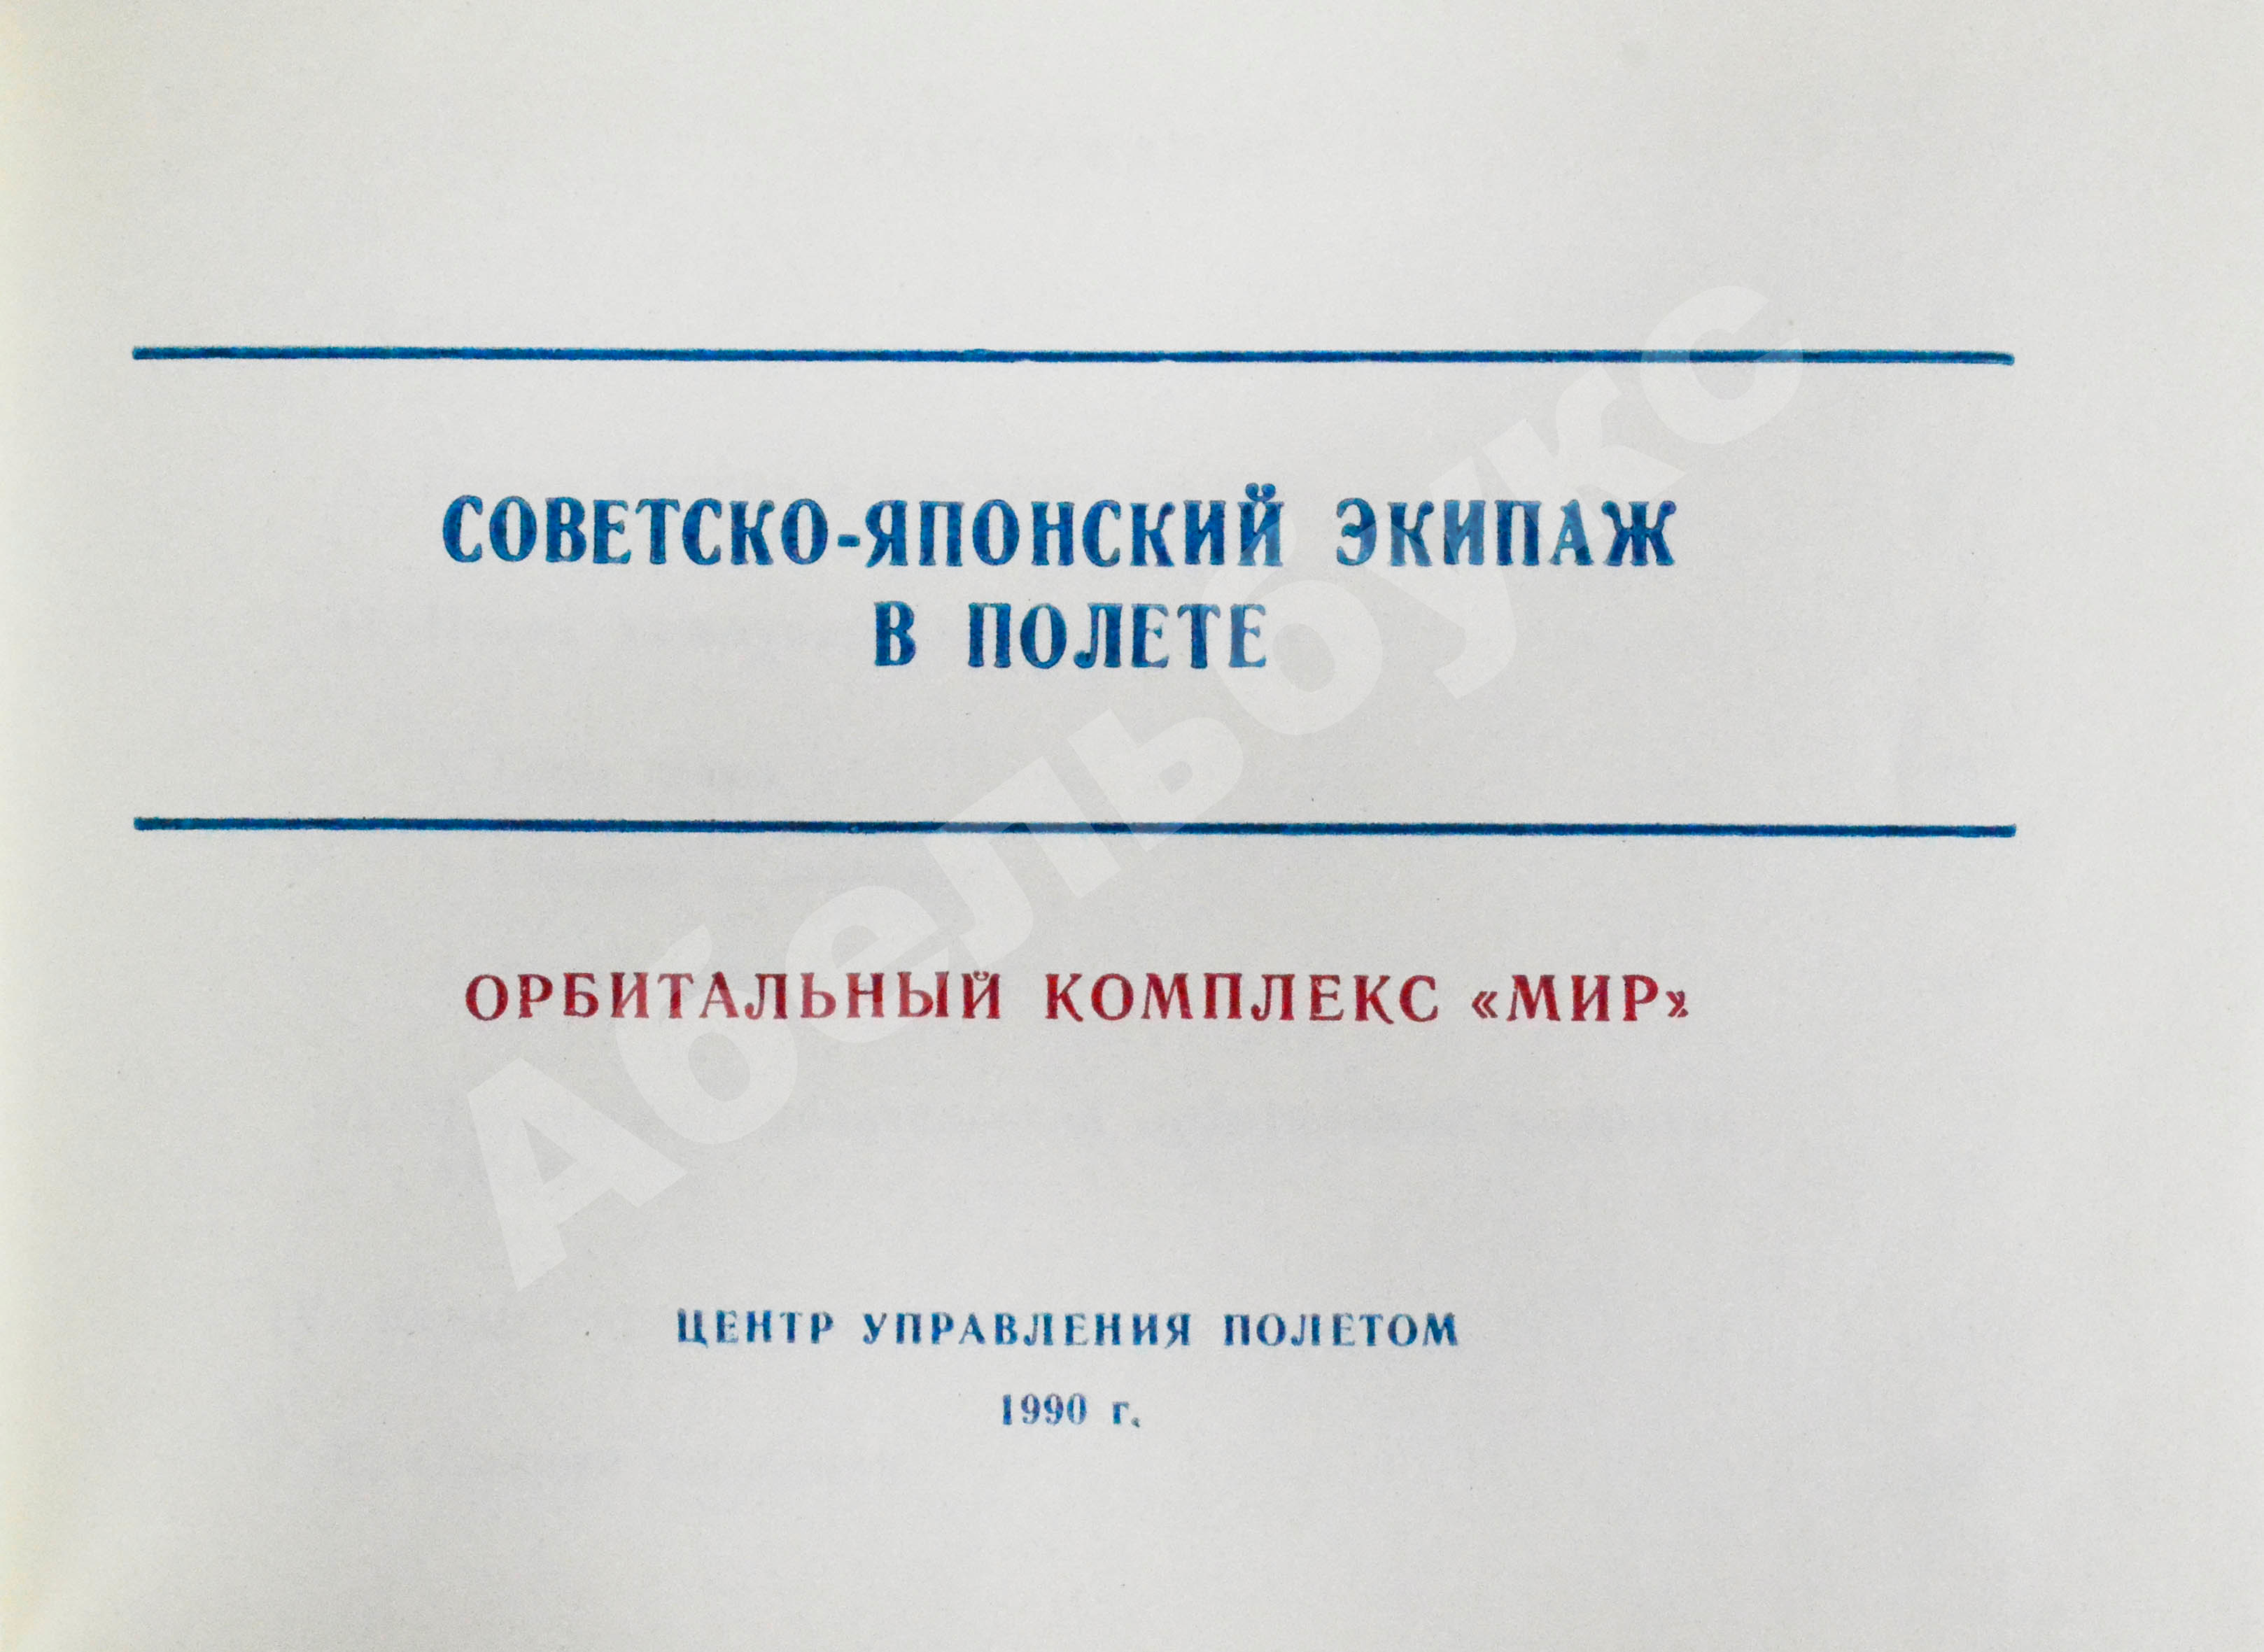 СОВЕТСКО-ЯПОНСКИЙ ЭКИПАЖ
В ПОЛЕТЕ
ОРБИТАЛЬНЫЙ КОМПЛЕКС «МИР»
ЦЕНТР УПРАВЛЕНИЯ ПОЛЕТОМ
1990 г.
Абельбукс